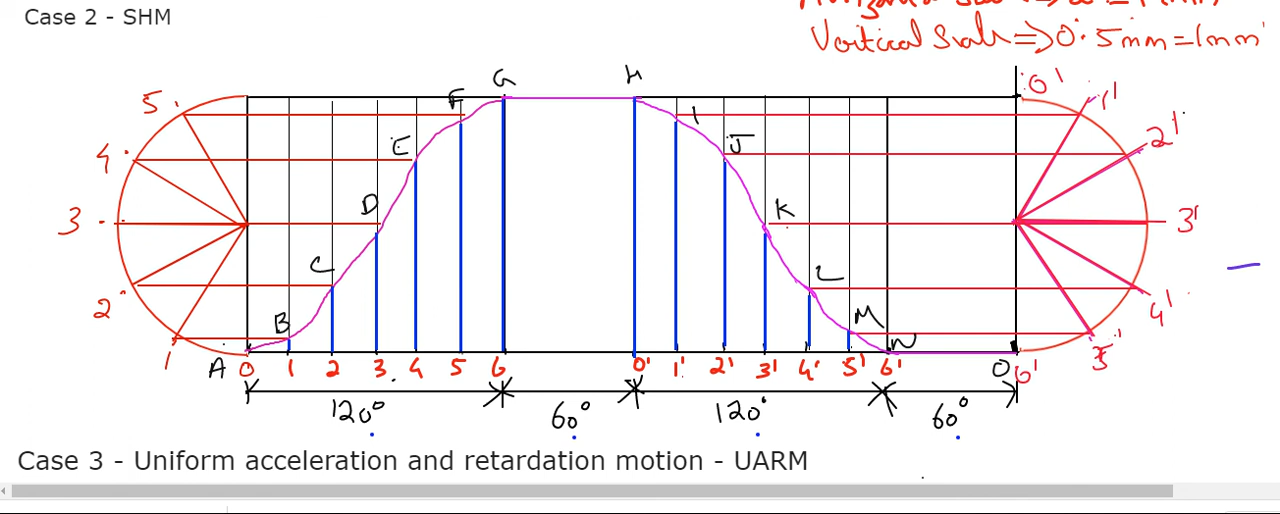 Case 2 - SHM
Vertical Scale ⇒ 0.5mm = 1mm
G H 0'
5 F I 1'
4 E J 2'
3 D K 3'
2 C L 4'
1 B M 5'
A N O
0 1 2 3 4 5 6 0' 1' 2' 3' 4' 5' 6' 6'
120° 60° 120° 60°
Case 3 - Uniform acceleration and retardation motion - UARM